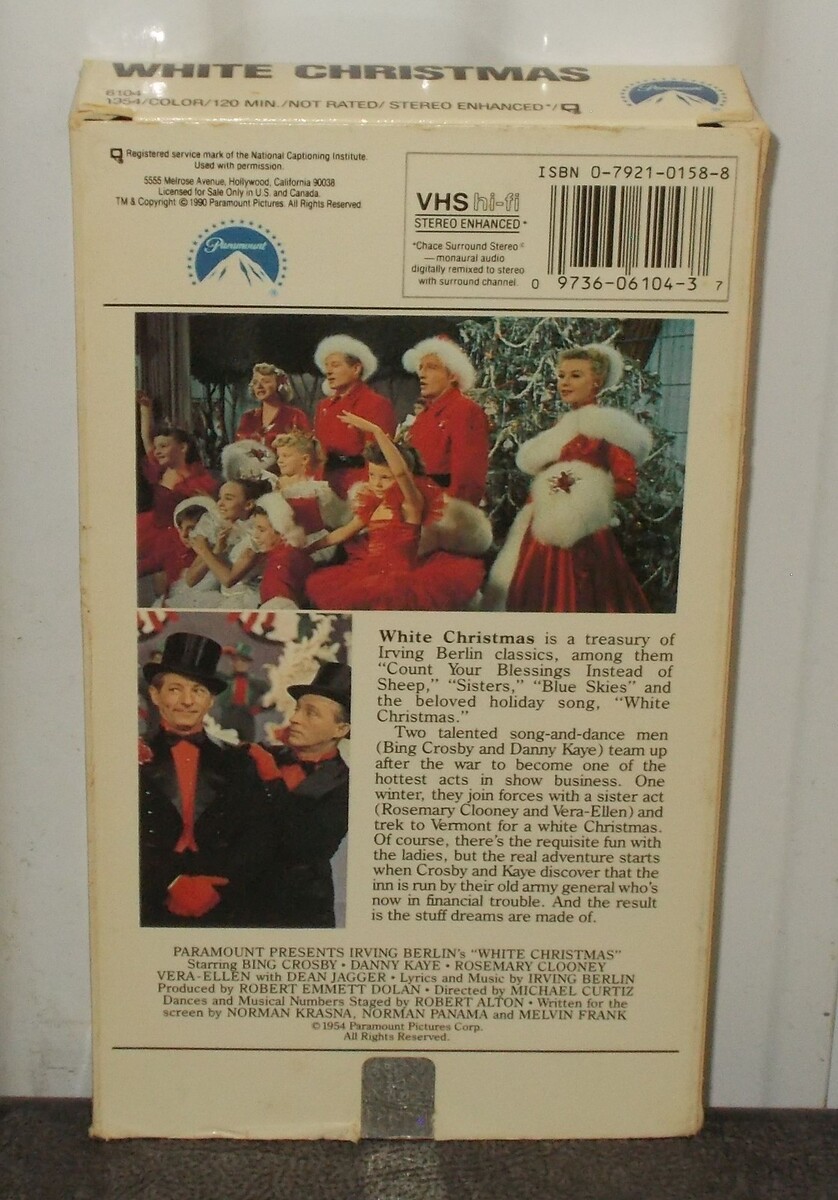 WHITE CHRISTMAS
6104
1954/COLOR/120 MIN./NOT RATED/ STEREO ENHANCED*/
Paramount
Registered service mark of the National Captioning Institute.
Used with permission.
5555 Melrose Avenue, Hollywood, California 90038
Licensed for Sale Only in U.S. and Canada.
TM & Copyright © 1990 Paramount Pictures. All Rights Reserved.
Paramount
®
VHS hi-fi
STEREO ENHANCED*
*Chace Surround Stereo®
—monaural audio
digitally remixed to stereo
with surround channel.
ISBN 0-7921-0158-8
0 9736-06104-3 7
White Christmas is a treasury of
Irving Berlin classics, among them
“Count Your Blessings Instead of
Sheep,” “Sisters,” “Blue Skies” and
the beloved holiday song, “White
Christmas.”
Two talented song-and-dance men
(Bing Crosby and Danny Kaye) team up
after the war to become one of the
hottest acts in show business. One
winter, they join forces with a sister act
(Rosemary Clooney and Vera-Ellen) and
trek to Vermont for a white Christmas.
Of course, there's the requisite fun with
the ladies, but the real adventure starts
when Crosby and Kaye discover that the
inn is run by their old army general who's
now in financial trouble. And the result
is the stuff dreams are made of.
PARAMOUNT PRESENTS IRVING BERLIN's “WHITE CHRISTMAS”
Starring BING CROSBY • DANNY KAYE • ROSEMARY CLOONEY
VERA-ELLEN with DEAN JAGGER • Lyrics and Music by IRVING BERLIN
Produced by ROBERT EMMETT DOLAN • Directed by MICHAEL CURTIZ
Dances and Musical Numbers Staged by ROBERT ALTON • Written for the
screen by NORMAN KRASNA, NORMAN PANAMA and MELVIN FRANK
© 1954 Paramount Pictures Corp.
All Rights Reserved.